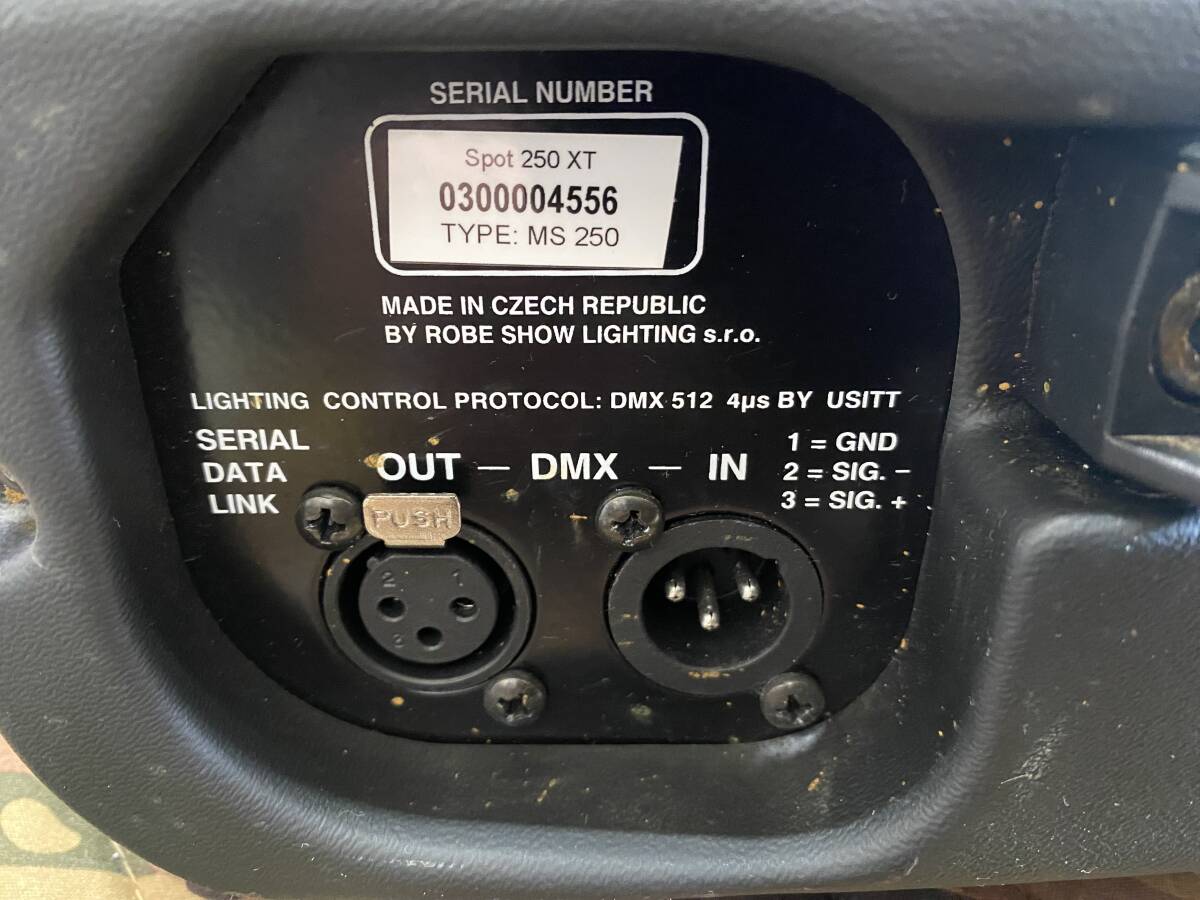 SERIAL NUMBER
Spot 250 XT
0300004556
TYPE: MS 250
MADE IN CZECH REPUBLIC
BY ROBE SHOW LIGHTING s.r.o.
LIGHTING CONTROL PROTOCOL: DMX 512 4µs BY USITT
SERIAL
DATA
LINK
OUT — DMX — IN
1 = GND
2 = SIG. –
3 = SIG. +
PUSH
2 1
3